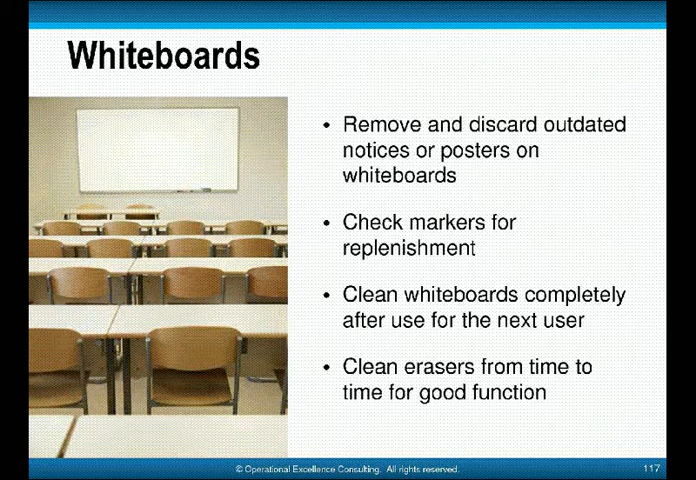 Whiteboards
• Remove and discard outdated
notices or posters on
whiteboards
• Check markers for
replenishment
• Clean whiteboards completely
after use for the next user
• Clean erasers from time to
time for good function
© Operational Excellence Consulting. All rights reserved.
117